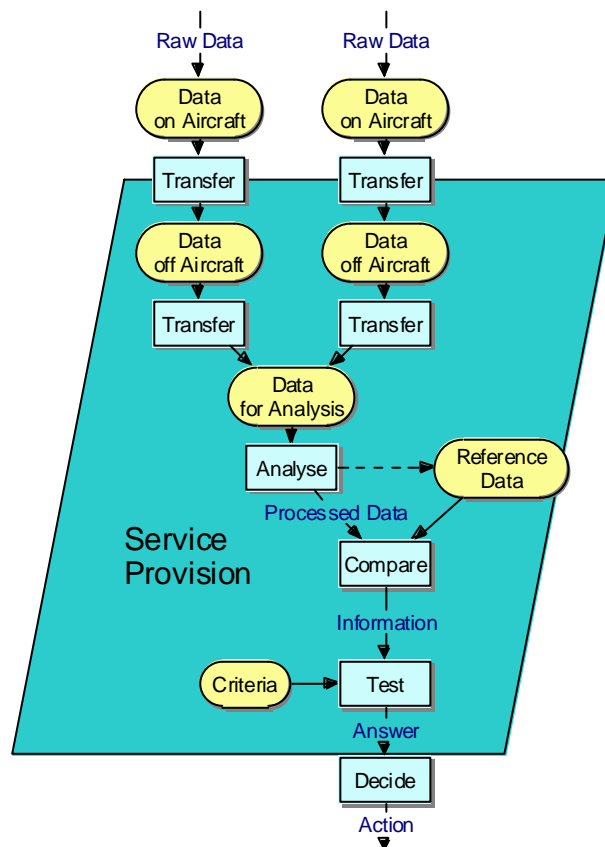 Raw Data
Raw Data
Data
on Aircraft
Data
on Aircraft
Transfer
Transfer
Data
off Aircraft
Data
off Aircraft
Transfer
Transfer
Data
for Analysis
Analyse
Reference
Data
Processed Data
Service
Provision
Compare
Information
Criteria
Test
Answer
Decide
Action